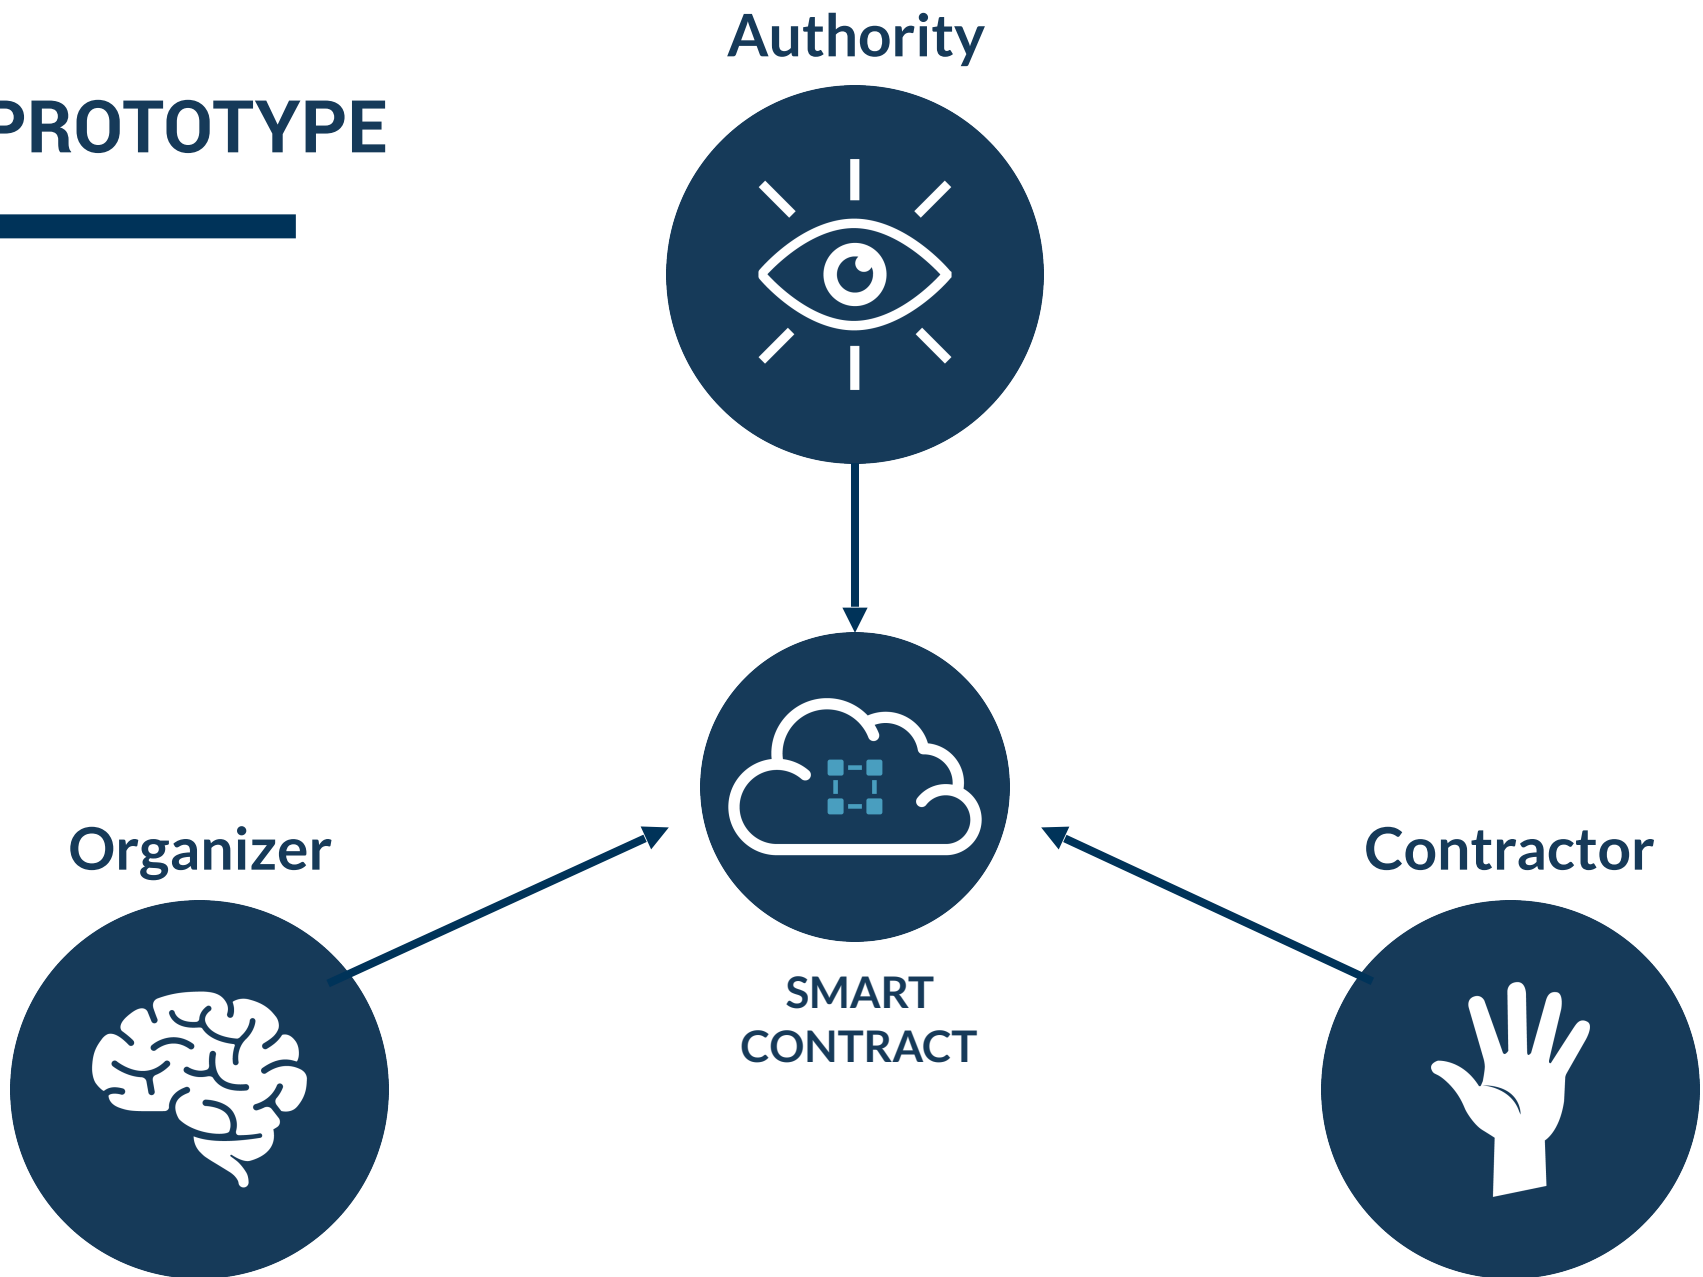 Authority
PROTOTYPE
Organizer
Contractor
SMART
CONTRACT